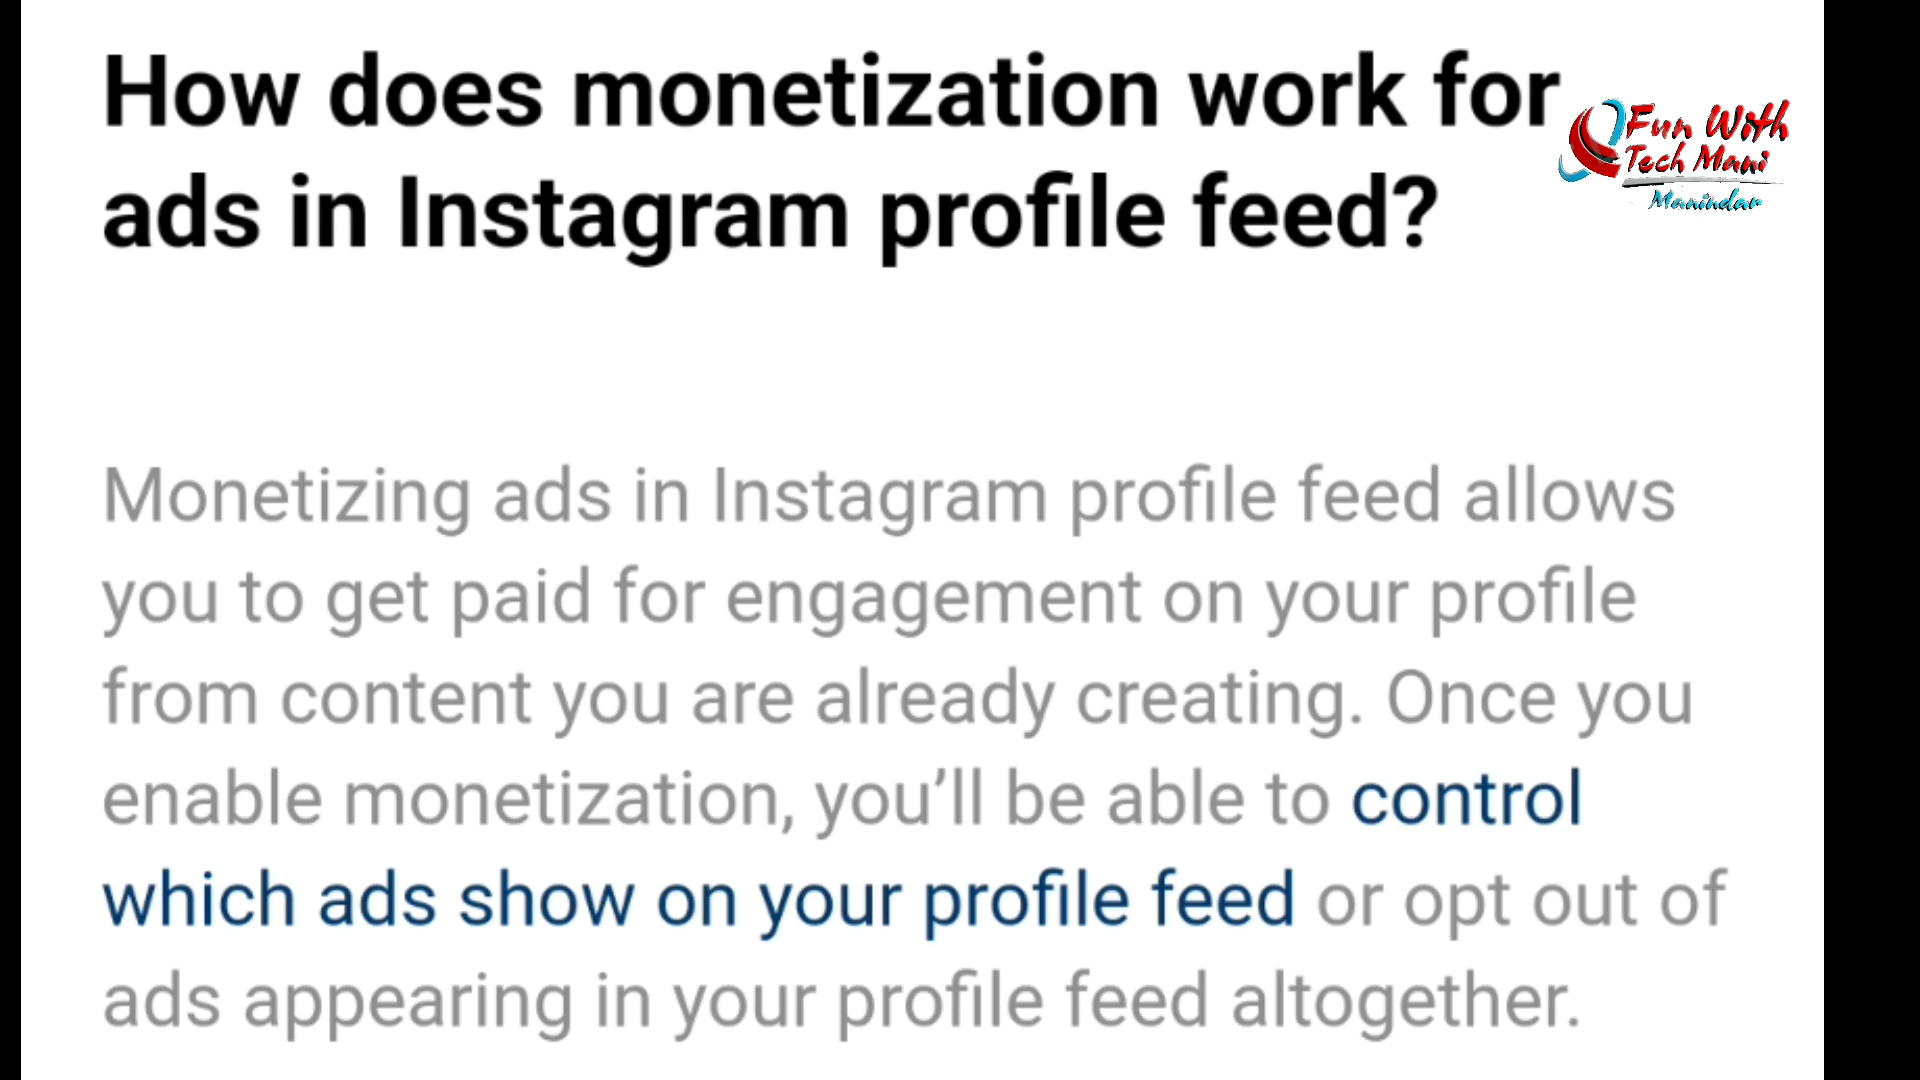 How does monetization work for
ads in Instagram profile feed?
Fun With
Tech Mani
Manindar
Monetizing ads in Instagram profile feed allows
you to get paid for engagement on your profile
from content you are already creating. Once you
enable monetization, you’ll be able to control
which ads show on your profile feed or opt out of
ads appearing in your profile feed altogether.